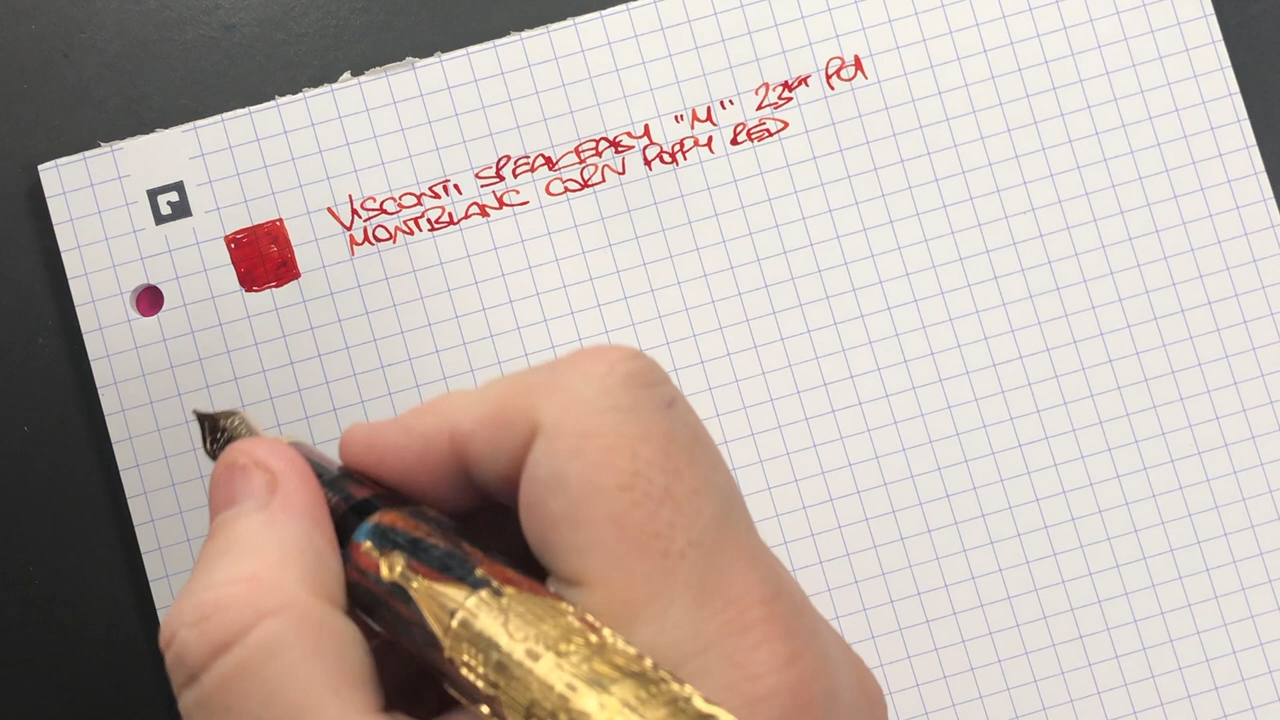 VISCONTI SPEAKEASY "M" 23KT Pd
MONTBLANC CORN POPPY RED